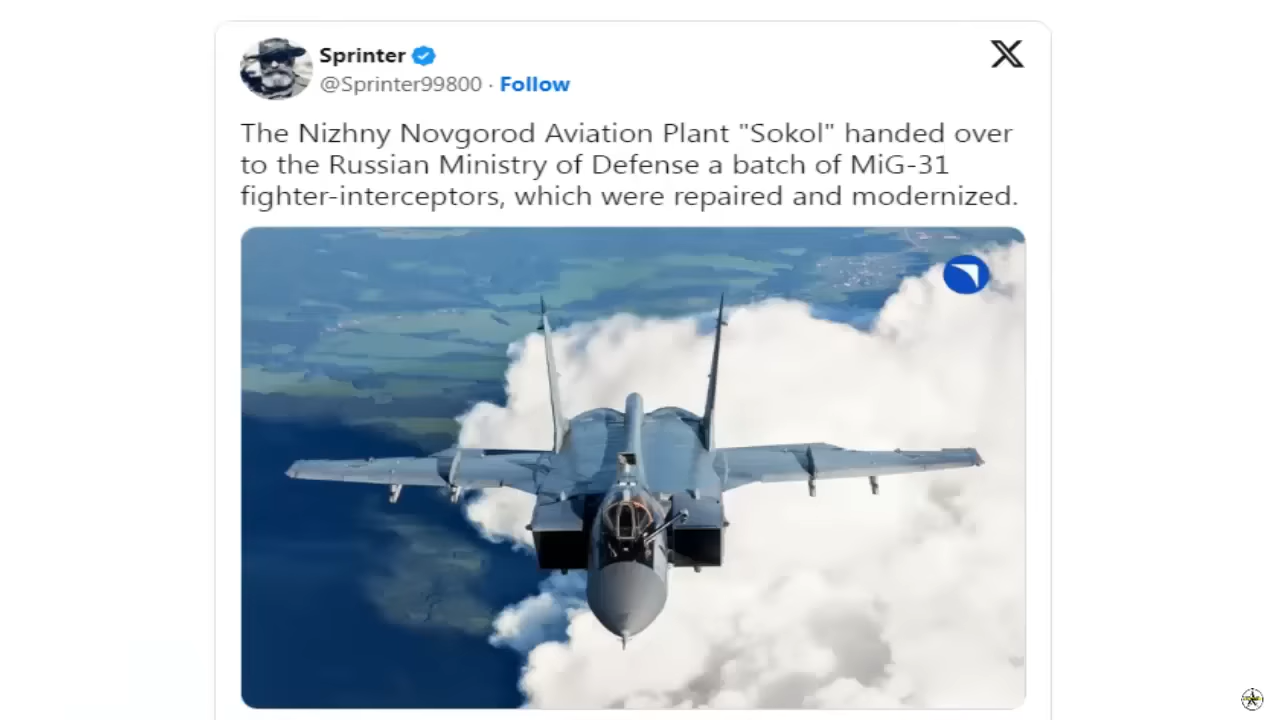 Sprinter
@Sprinter99800 · Follow
The Nizhny Novgorod Aviation Plant "Sokol" handed over
to the Russian Ministry of Defense a batch of MiG-31
fighter-interceptors, which were repaired and modernized.